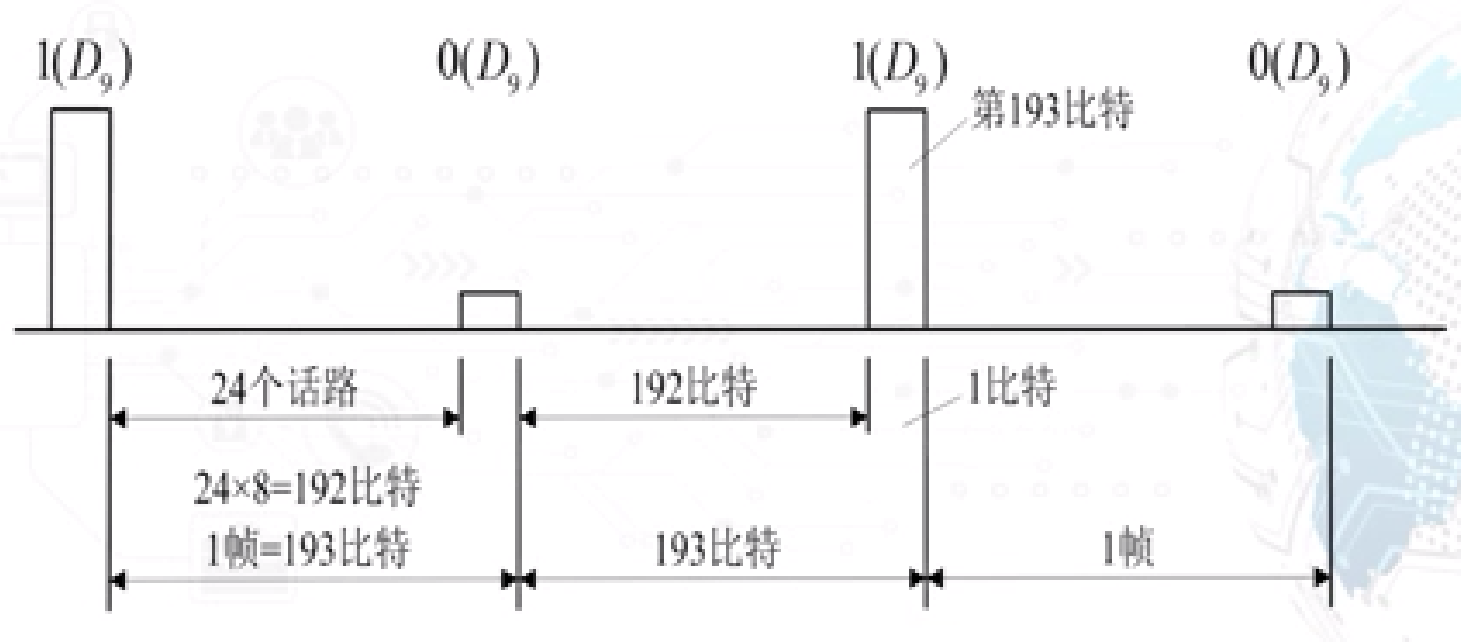 1(D₉)
0(D₉)
1(D₉)
0(D₉)
第193比特
24个话路
192比特
1比特
24×8=192比特
1帧=193比特
193比特
1帧